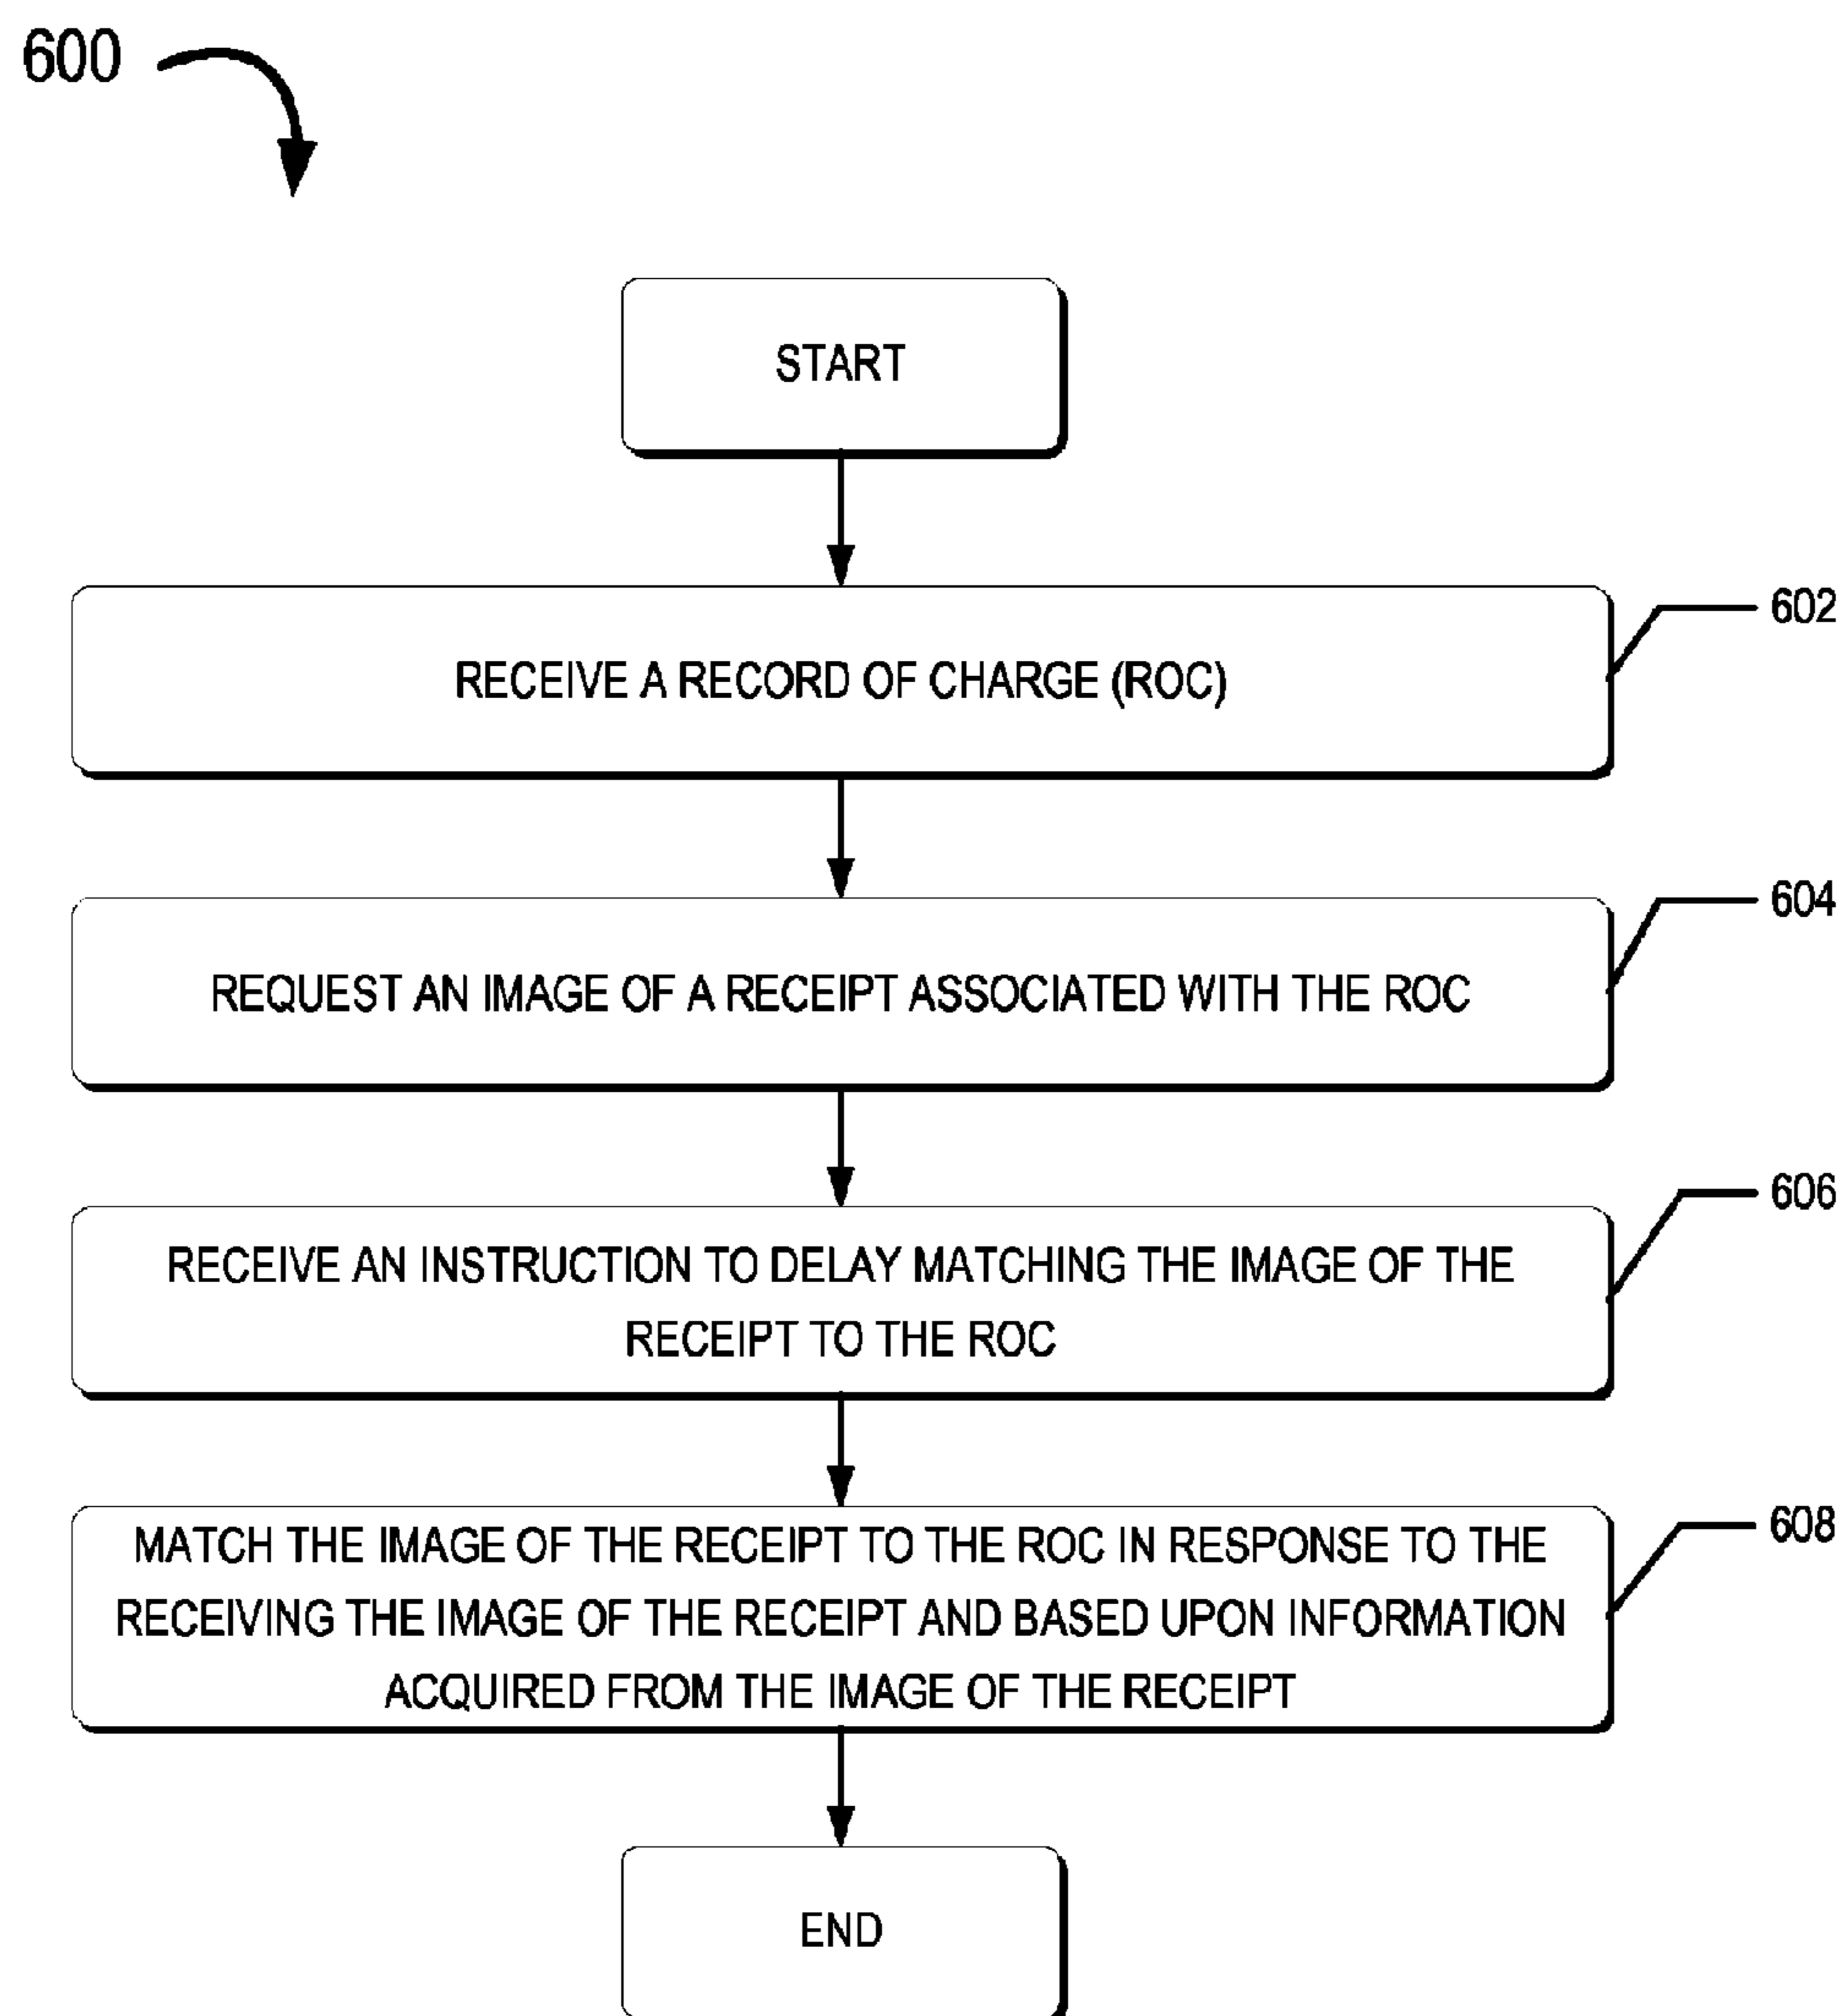 600
START
RECEIVE A RECORD OF CHARGE (ROC)
602
REQUEST AN IMAGE OF A RECEIPT ASSOCIATED WITH THE ROC
604
RECEIVE AN INSTRUCTION TO DELAY MATCHING THE IMAGE OF THE
RECEIPT TO THE ROC
606
MATCH THE IMAGE OF THE RECEIPT TO THE ROC IN RESPONSE TO THE
RECEIVING THE IMAGE OF THE RECEIPT AND BASED UPON INFORMATION
ACQUIRED FROM THE IMAGE OF THE RECEIPT
608
END